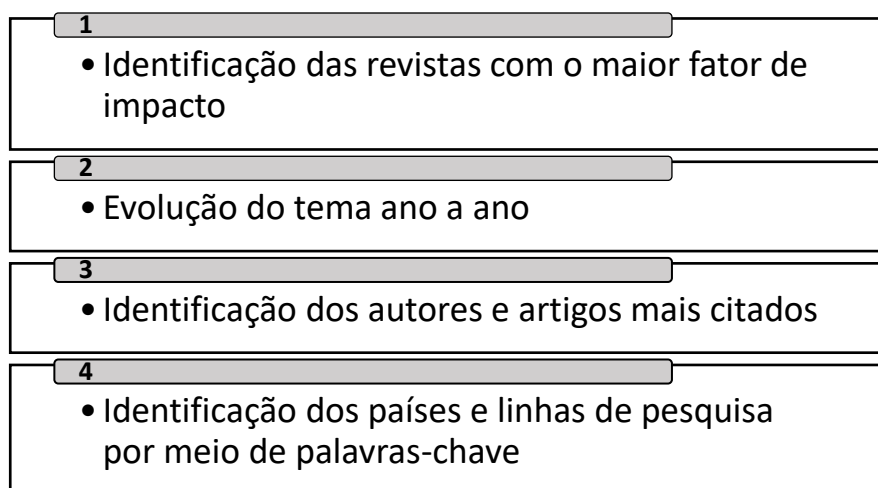 1
• Identificação das revistas com o maior fator de
impacto
2
• Evolução do tema ano a ano
3
• Identificação dos autores e artigos mais citados
4
• Identificação dos países e linhas de pesquisa
por meio de palavras-chave